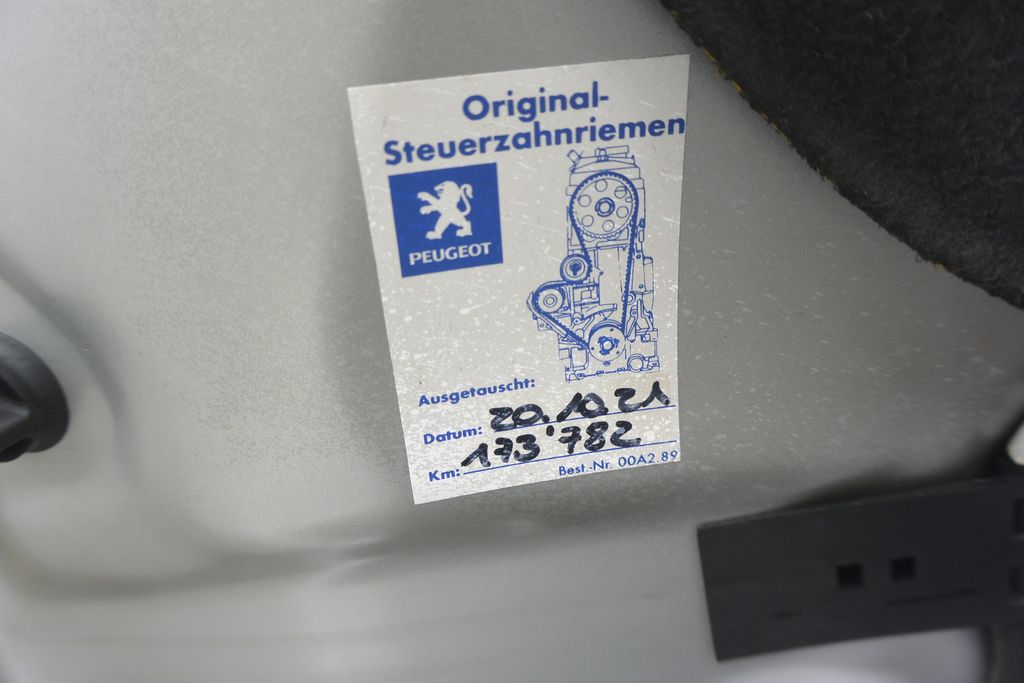 Original-
Steuerzahnriemen
PEUGEOT
Ausgetauscht:
Datum: 20.10.21
Km: 173'782
Best.-Nr. 00A2 89